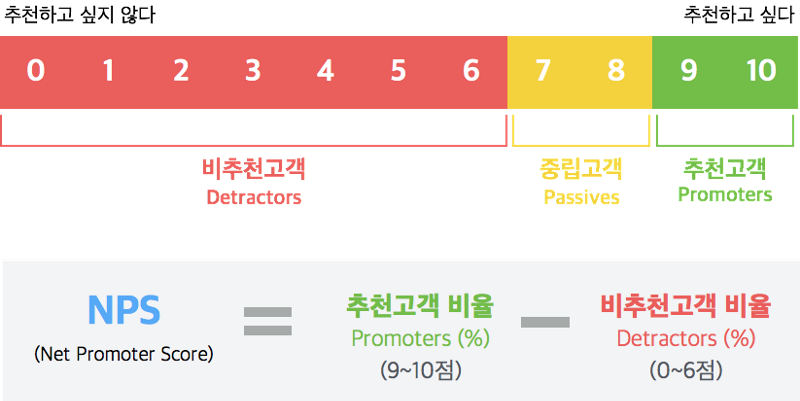 추천하고 싶지 않다 추천하고 싶다
0 1 2 3 4 5 6 7 8 9 10
비추천고객 중립고객 추천고객
Detractors Passives Promoters
NPS = 추천고객 비율 − 비추천고객 비율
(Net Promoter Score) Promoters (%) Detractors (%)
(9~10점) (0~6점)